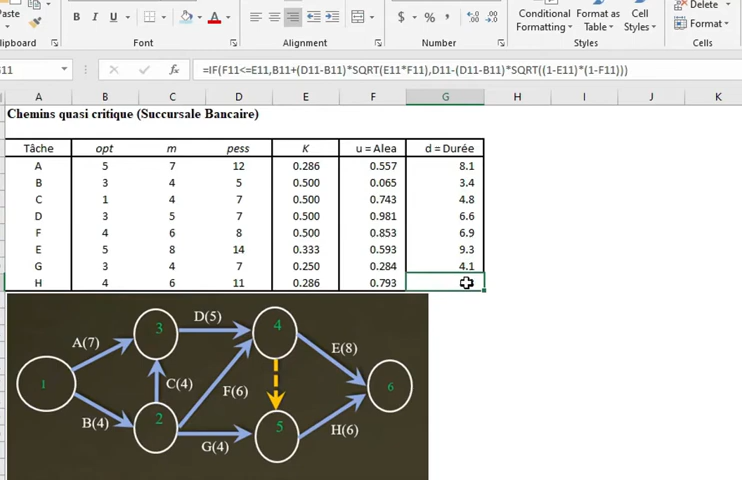 Paste
B I U
A A
$ % 9
Conditional Formatting
Format as Table
Cell Styles
Delete
Format
Clipboard
Font
Alignment
Number
Styles
Cells
fx =IF(F11<=E11,B11+(D11-B11)*SQRT(E11*F11),D11-(D11-B11)*SQRT((1-E11)*(1-F11)))
A B C D E F G H I J K
Chemins quasi critique (Succursale Bancaire)
Tâche opt m pess K u = Alea d = Durée
A 5 7 12 0.286 0.557 8.1
B 3 4 5 0.500 0.065 3.4
C 1 4 7 0.500 0.743 4.8
D 3 5 7 0.500 0.981 6.6
F 4 6 8 0.500 0.853 6.9
E 5 8 14 0.333 0.593 9.3
G 3 4 7 0.250 0.284 4.1
H 4 6 11 0.286 0.793
D(5)
3
4
A(7)
E(8)
1
C(4)
F(6)
6
B(4)
2
5
H(6)
G(4)